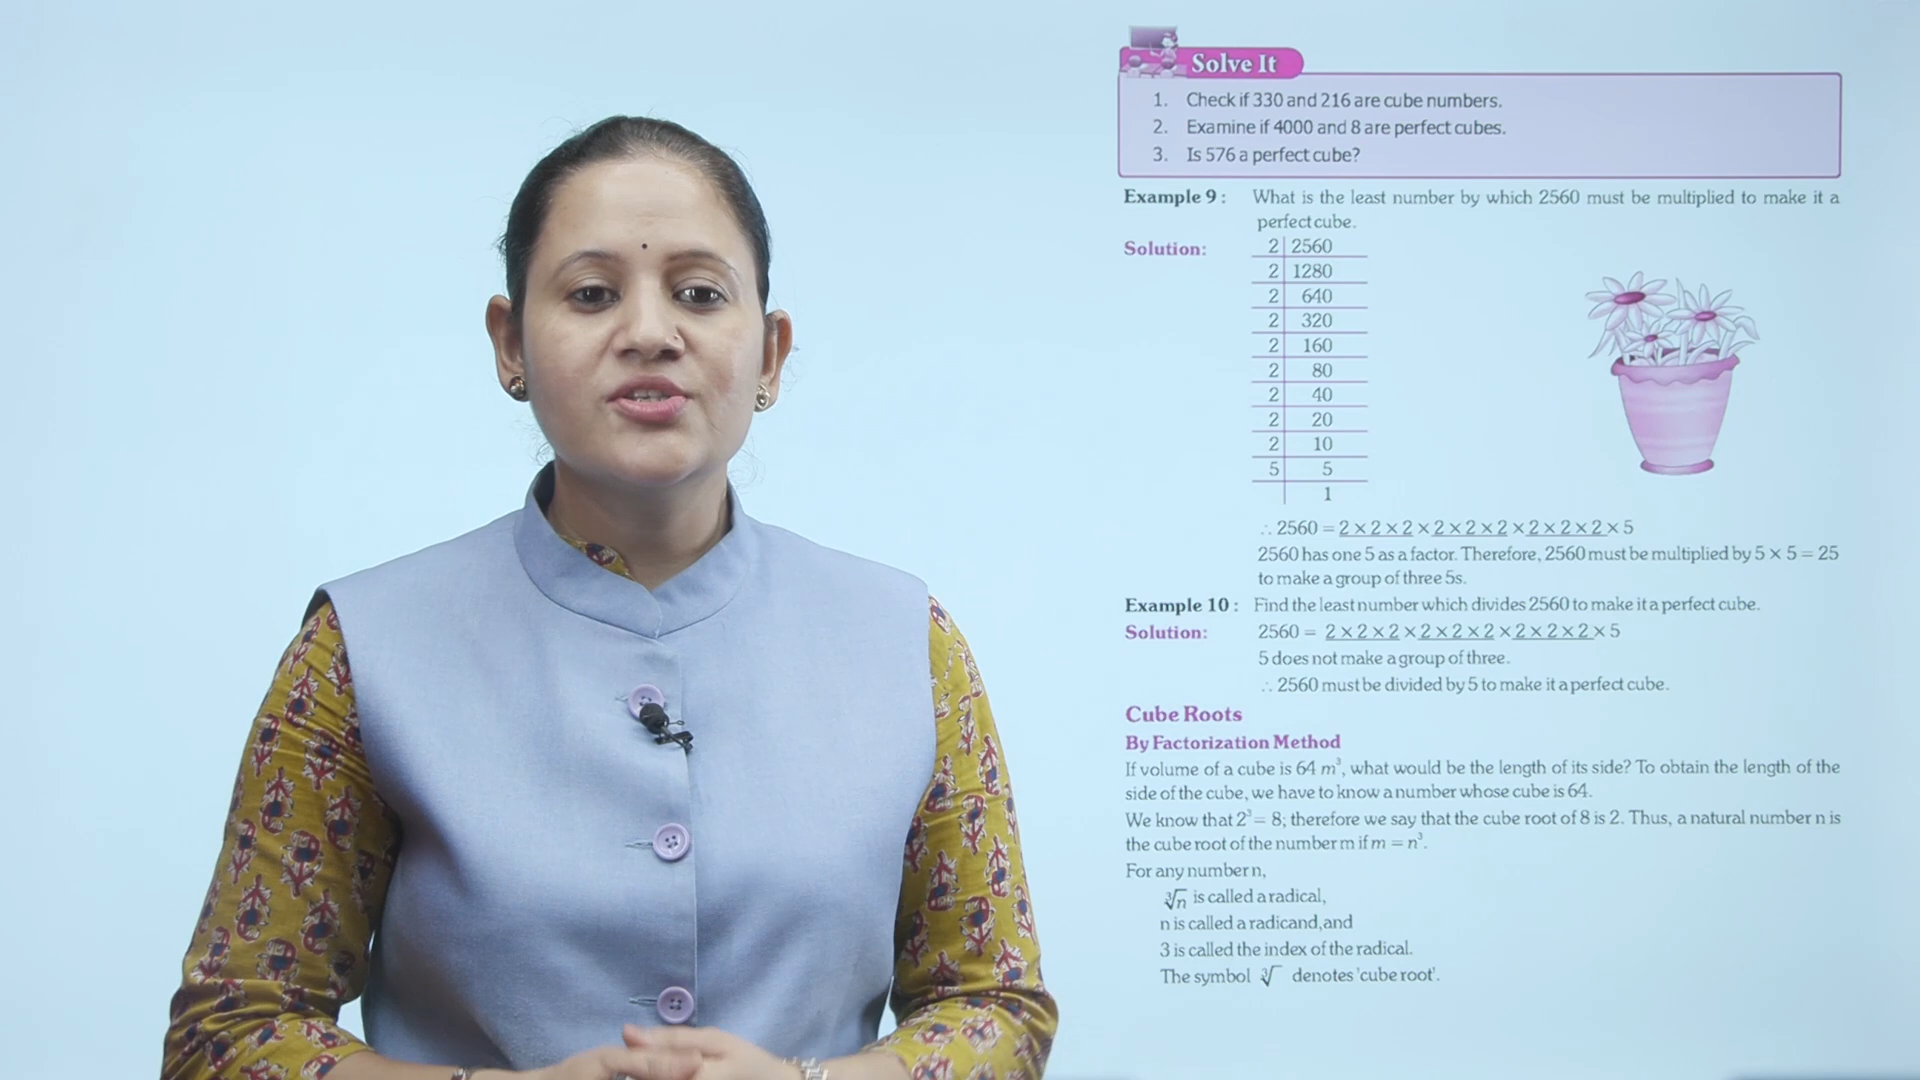 Solve It
1. Check if 330 and 216 are cube numbers.
2. Examine if 4000 and 8 are perfect cubes.
3. Is 576 a perfect cube?
Example 9 : What is the least number by which 2560 must be multiplied to make it a
perfect cube.
Solution: 2 | 2560
2 | 1280
2 | 640
2 | 320
2 | 160
2 | 80
2 | 40
2 | 20
2 | 10
5 | 5
| 1
∴ 2560 = 2 × 2 × 2 × 2 × 2 × 2 × 2 × 2 × 2 × 5
2560 has one 5 as a factor. Therefore, 2560 must be multiplied by 5 × 5 = 25
to make a group of three 5s.
Example 10 : Find the least number which divides 2560 to make it a perfect cube.
Solution: 2560 = 2 × 2 × 2 × 2 × 2 × 2 × 2 × 2 × 2 × 5
5 does not make a group of three.
∴ 2560 must be divided by 5 to make it a perfect cube.
Cube Roots
By Factorization Method
If volume of a cube is 64 m³, what would be the length of its side? To obtain the length of the
side of the cube, we have to know a number whose cube is 64.
We know that 2³ = 8; therefore we say that the cube root of 8 is 2. Thus, a natural number n is
the cube root of the number m if m = n³.
For any number n,
∛n is called a radical,
n is called a radicand, and
3 is called the index of the radical.
The symbol ∛ denotes 'cube root'.